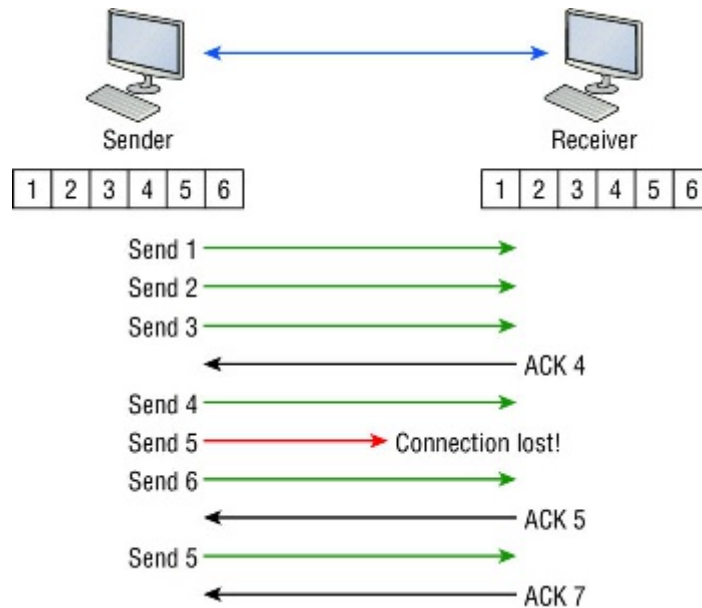 Sender Receiver
1 2 3 4 5 6 1 2 3 4 5 6
Send 1
Send 2
Send 3
ACK 4
Send 4
Send 5 Connection lost!
Send 6
ACK 5
Send 5
ACK 7